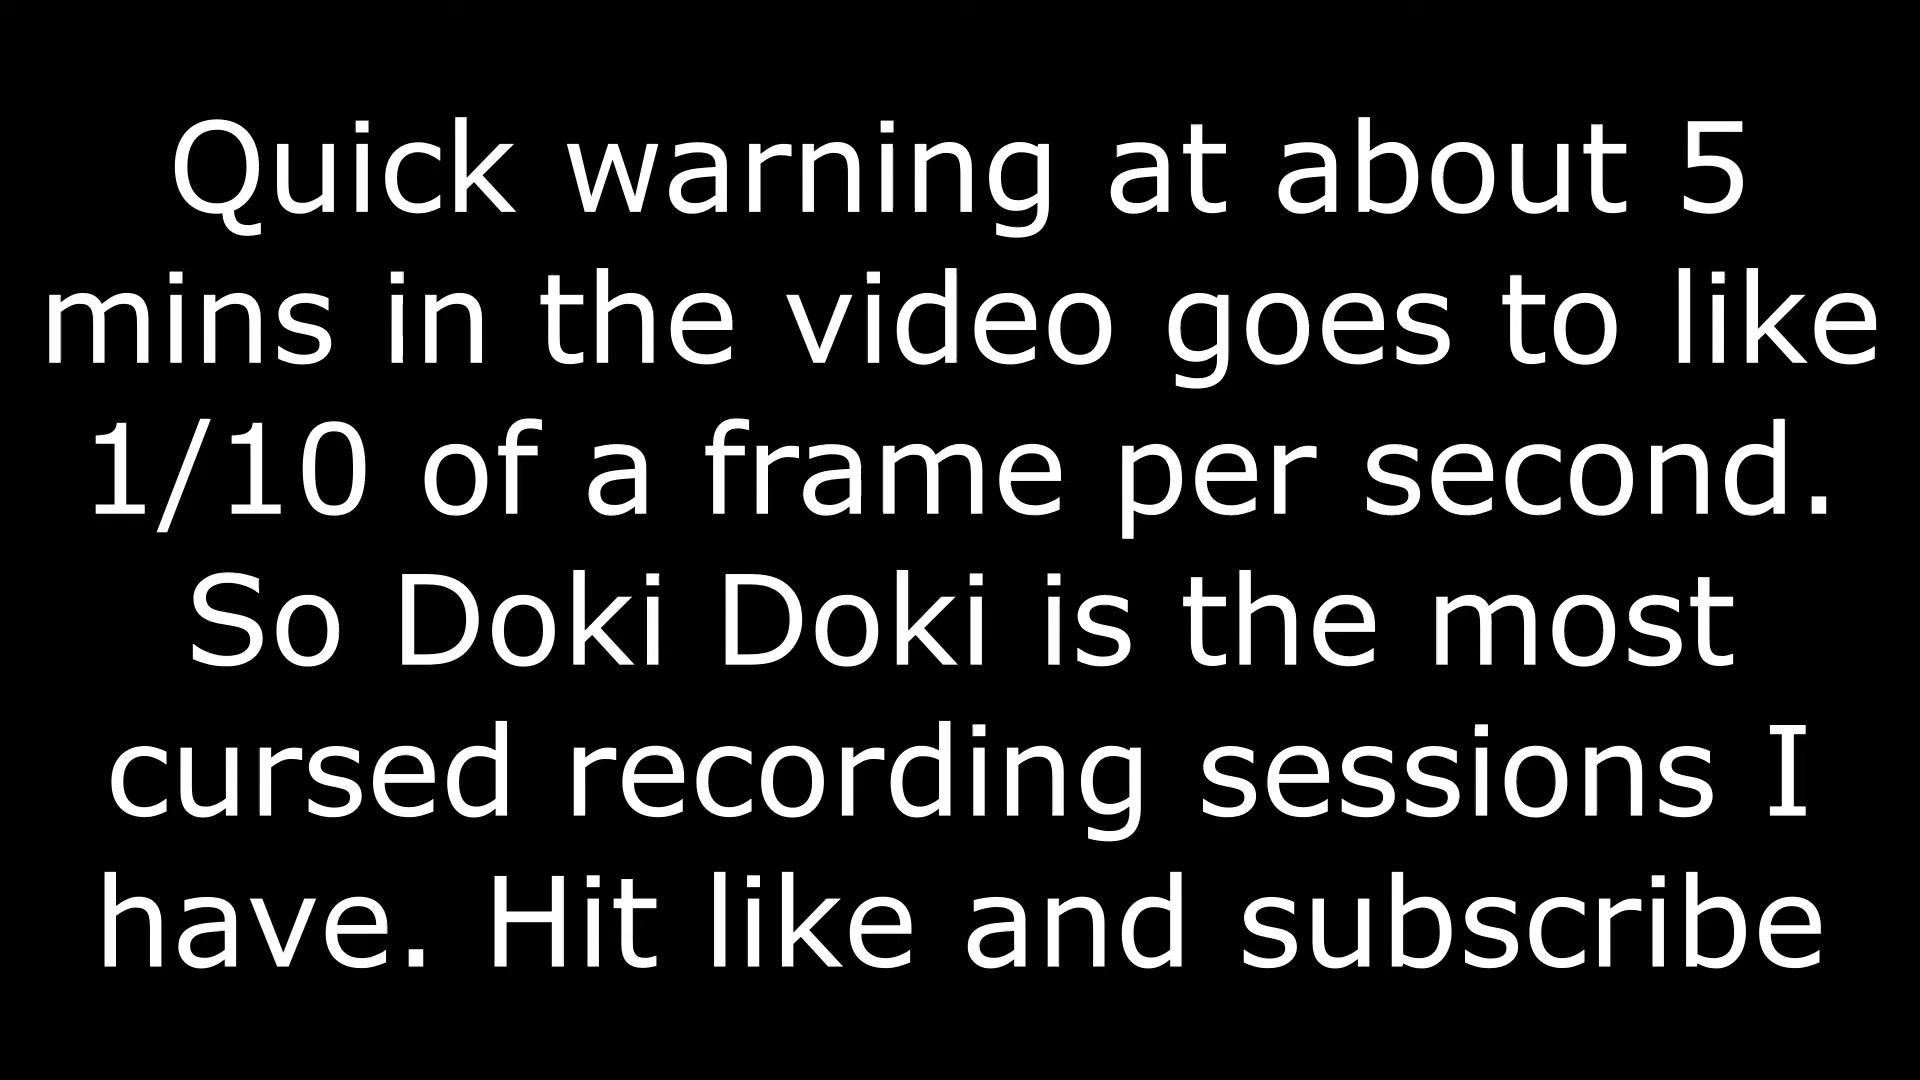 Quick warning at about 5
mins in the video goes to like
1/10 of a frame per second.
So Doki Doki is the most
cursed recording sessions I
have. Hit like and subscribe